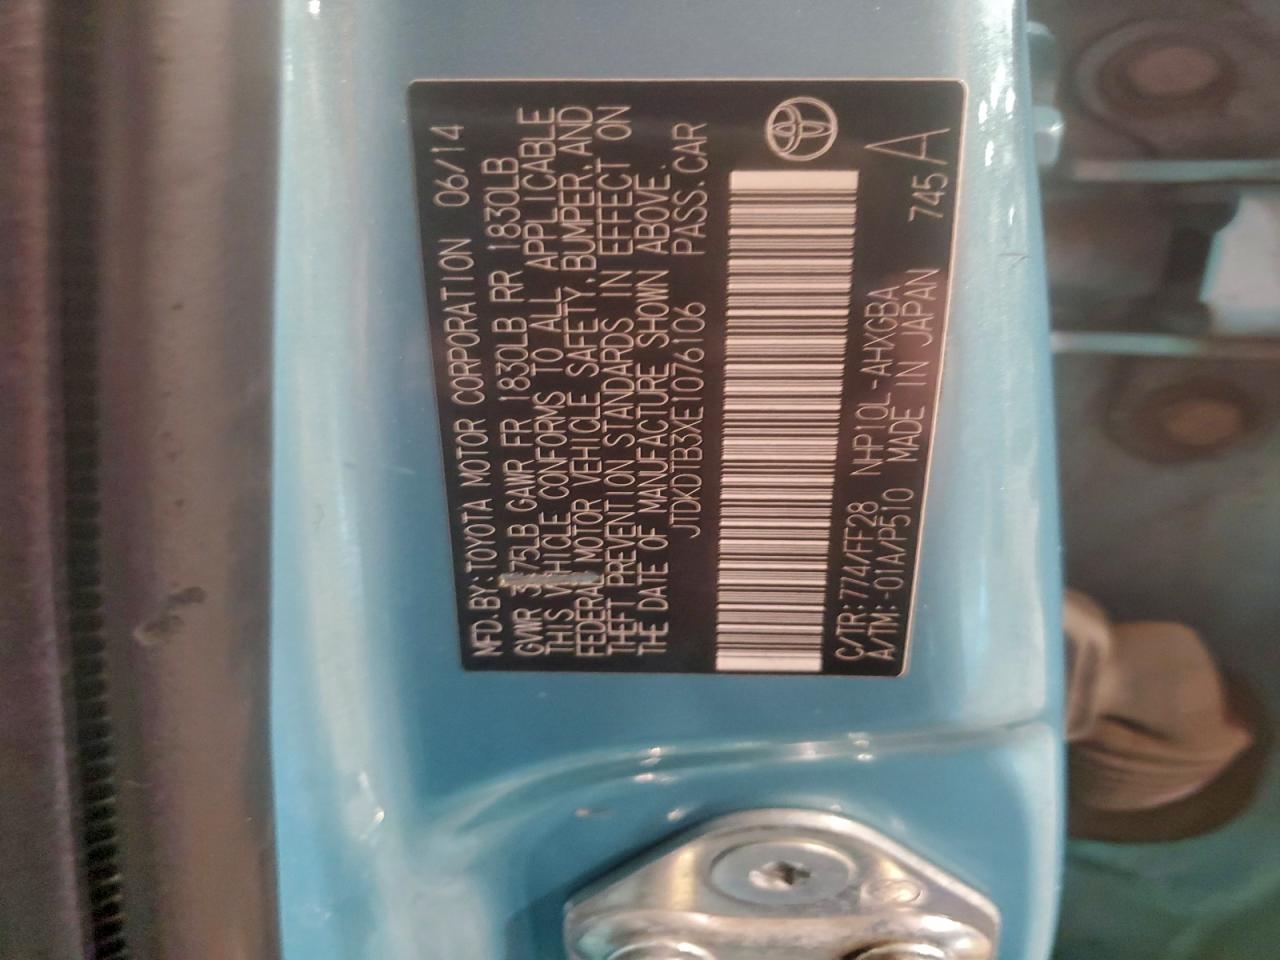 MFD.BY:TOYOTA MOTOR CORPORATION 06/14
GVWR LB GAWR FR 1830LB RR 1830LB
THIS VEHICLE CONFORMS TO ALL APPLICABLE
FEDERAL MOTOR VEHICLE SAFETY, BUMPER, AND
THEFT PREVENTION STANDARDS IN EFFECT ON
THE DATE OF MANUFACTURE SHOWN ABOVE.
JTDKDTB3XE1076106 PASS.CAR
C/TR:774/FF28 NHP10L-AHXGBA
A/TM:-01A/P510 MADE IN JAPAN 745 A